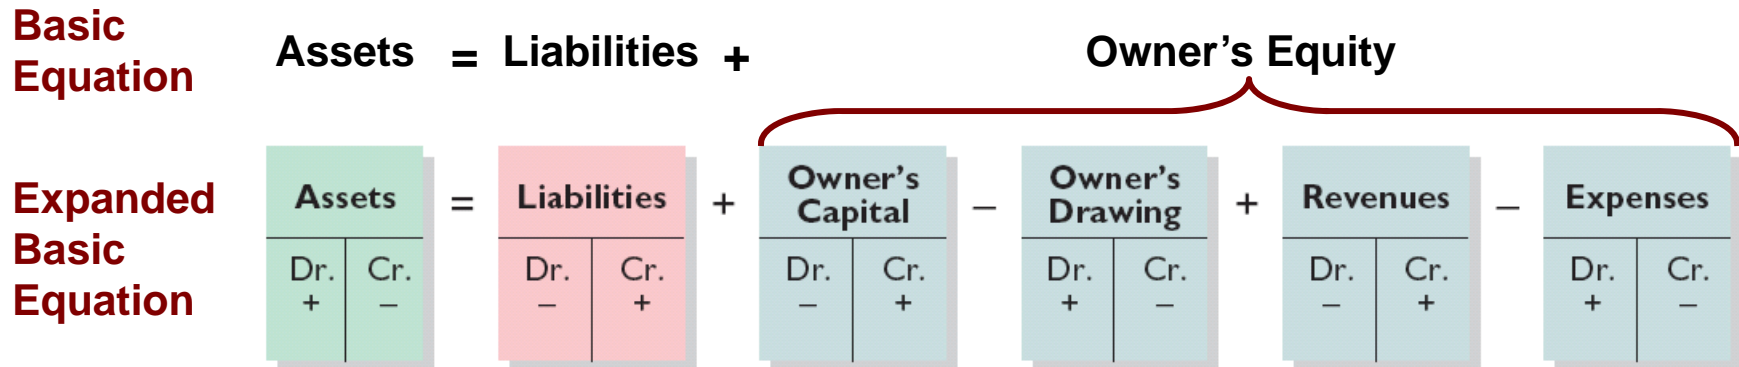 Basic
Equation
Assets = Liabilities + Owner’s Equity
Expanded
Basic
Equation
Assets = Liabilities + Owner’s Capital – Owner’s Drawing + Revenues – Expenses
Dr. Cr. Dr. Cr. Dr. Cr. Dr. Cr. Dr. Cr. Dr. Cr.
+ – – + – + + – – + + –